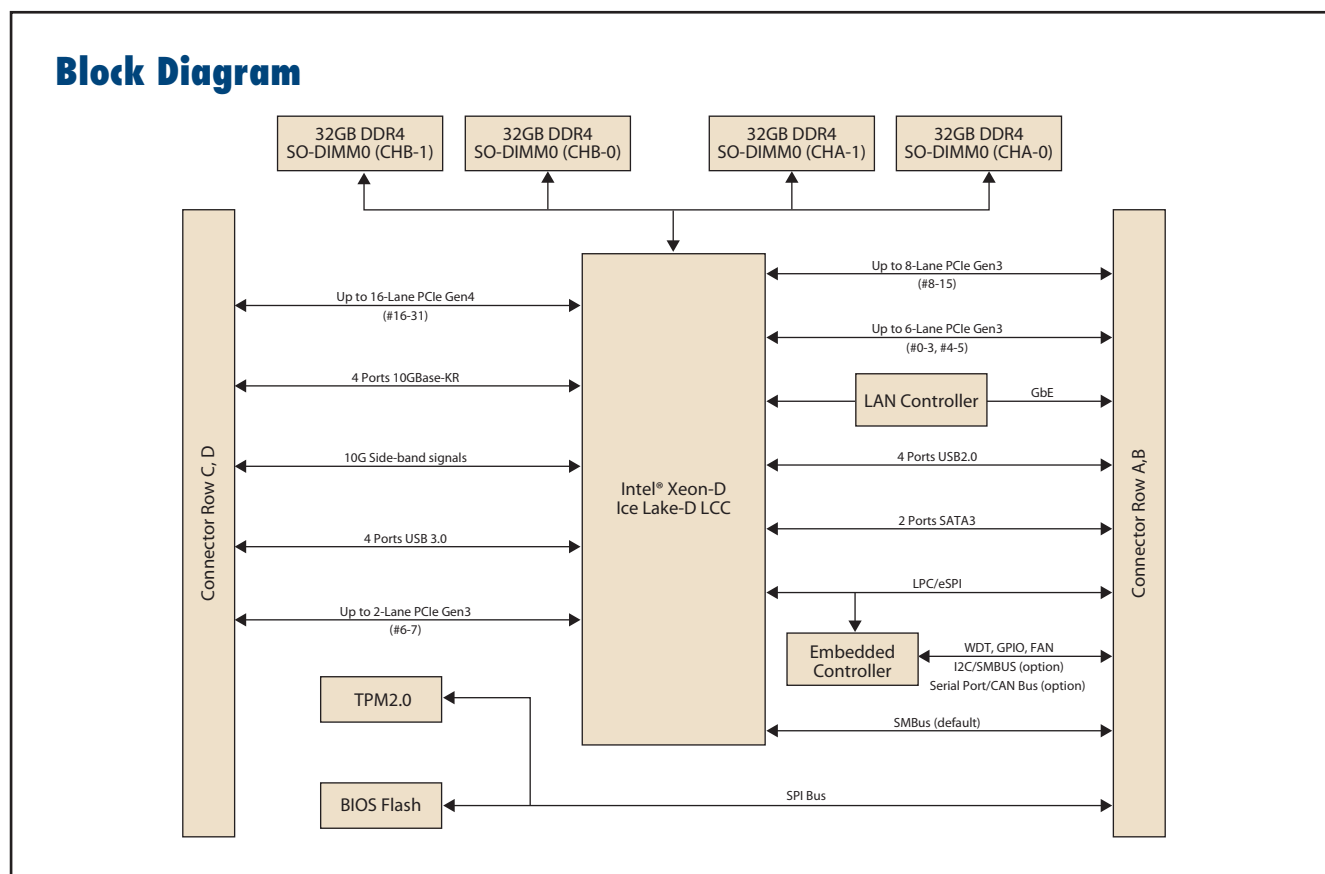 Block Diagram
32GB DDR4
SO-DIMM0 (CHB-1)
32GB DDR4
SO-DIMM0 (CHB-0)
32GB DDR4
SO-DIMM0 (CHA-1)
32GB DDR4
SO-DIMM0 (CHA-0)
Connector Row C, D
Up to 16-Lane PCIe Gen4
(#16-31)
4 Ports 10GBase-KR
10G Side-band signals
4 Ports USB 3.0
Up to 2-Lane PCIe Gen3
(#6-7)
TPM2.0
BIOS Flash
Intel® Xeon-D
Ice Lake-D LCC
Up to 8-Lane PCIe Gen3
(#8-15)
Up to 6-Lane PCIe Gen3
(#0-3, #4-5)
LAN Controller
GbE
4 Ports USB2.0
2 Ports SATA3
LPC/eSPI
Embedded
Controller
WDT, GPIO, FAN
I2C/SMBUS (option)
Serial Port/CAN Bus (option)
SMBus (default)
SPI Bus
Connector Row A,B